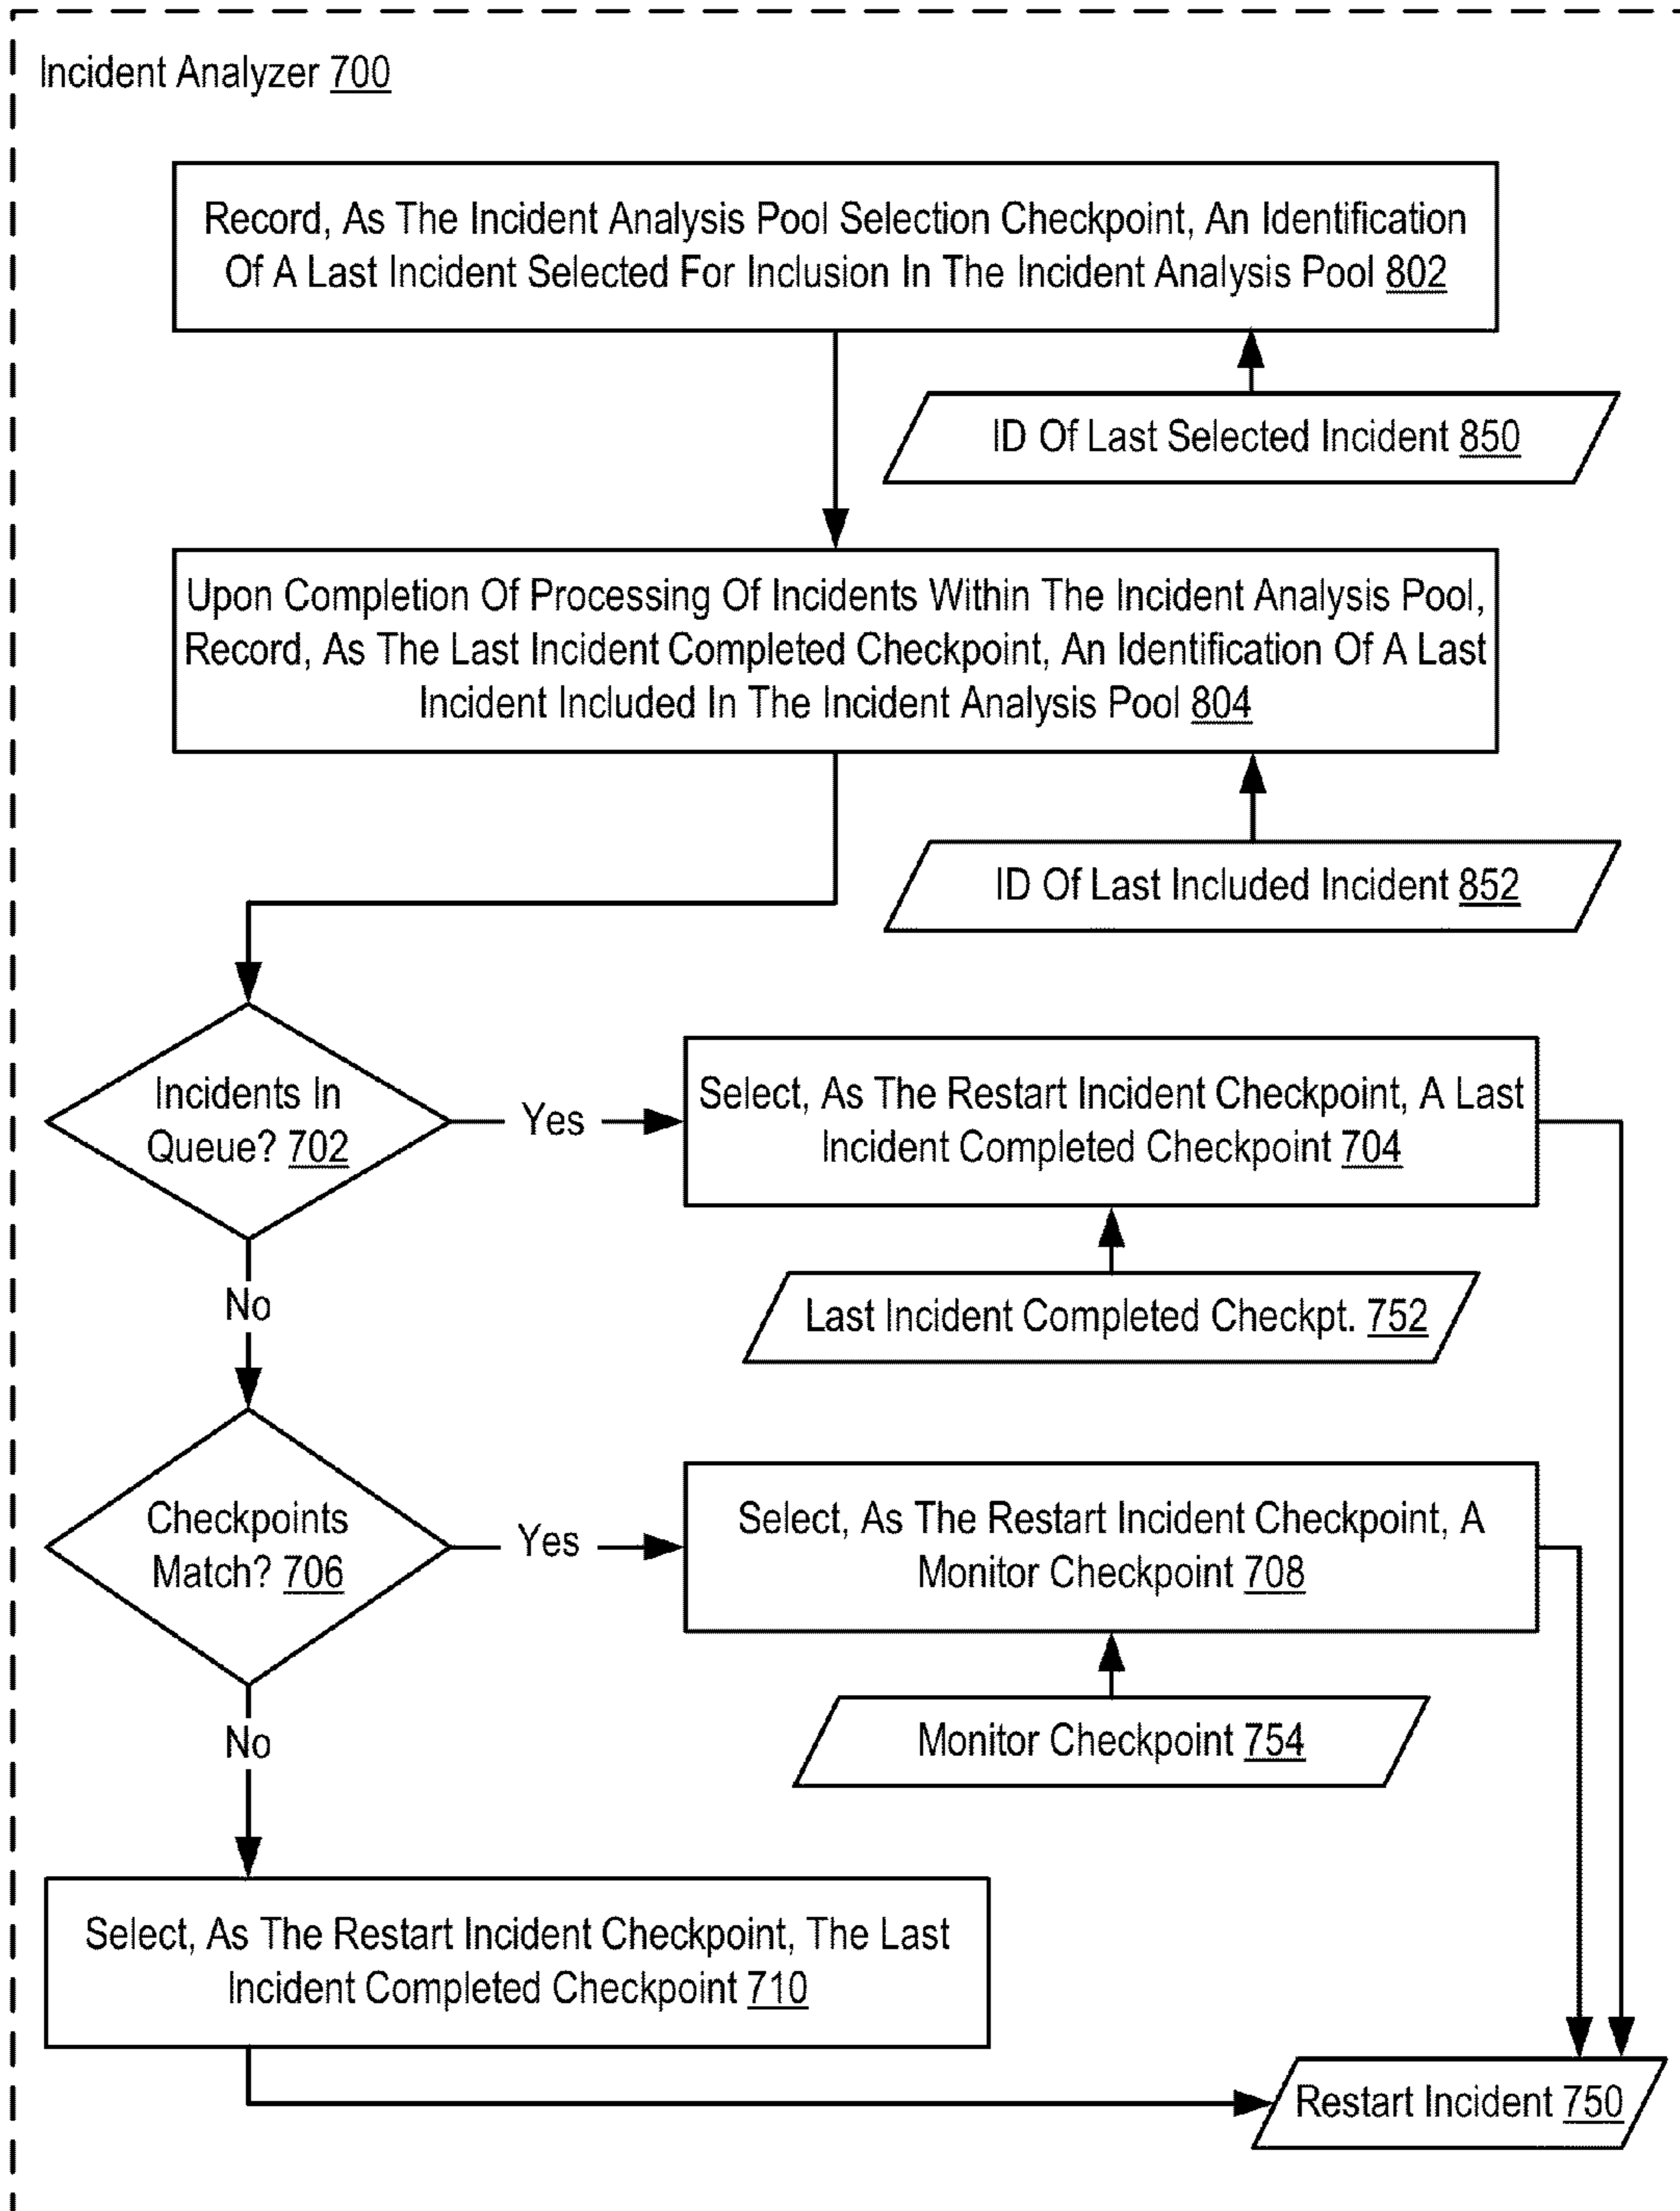 Incident Analyzer 700
Record, As The Incident Analysis Pool Selection Checkpoint, An Identification
Of A Last Incident Selected For Inclusion In The Incident Analysis Pool 802
ID Of Last Selected Incident 850
Upon Completion Of Processing Of Incidents Within The Incident Analysis Pool,
Record, As The Last Incident Completed Checkpoint, An Identification Of A Last
Incident Included In The Incident Analysis Pool 804
ID Of Last Included Incident 852
Incidents In
Queue? 702
Yes
Select, As The Restart Incident Checkpoint, A Last
Incident Completed Checkpoint 704
Last Incident Completed Checkpt. 752
No
Checkpoints
Match? 706
Yes
Select, As The Restart Incident Checkpoint, A
Monitor Checkpoint 708
Monitor Checkpoint 754
No
Select, As The Restart Incident Checkpoint, The Last
Incident Completed Checkpoint 710
Restart Incident 750